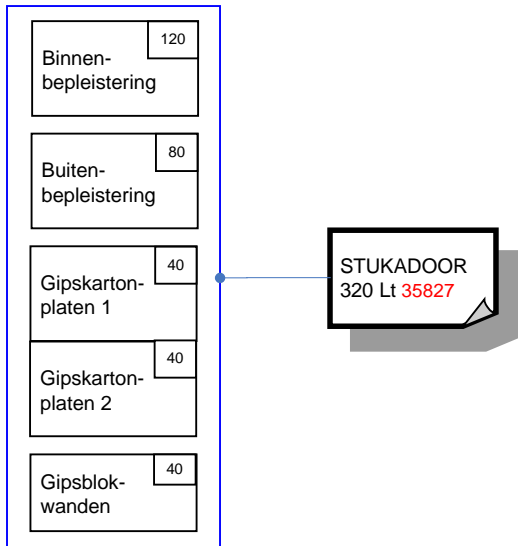 120
Binnen-
bepleistering
80
Buiten-
bepleistering
40
Gipskarton-
platen 1
40
Gipskarton-
platen 2
40
Gipsblok-
wanden
STUKADOOR
320 Lt 35827